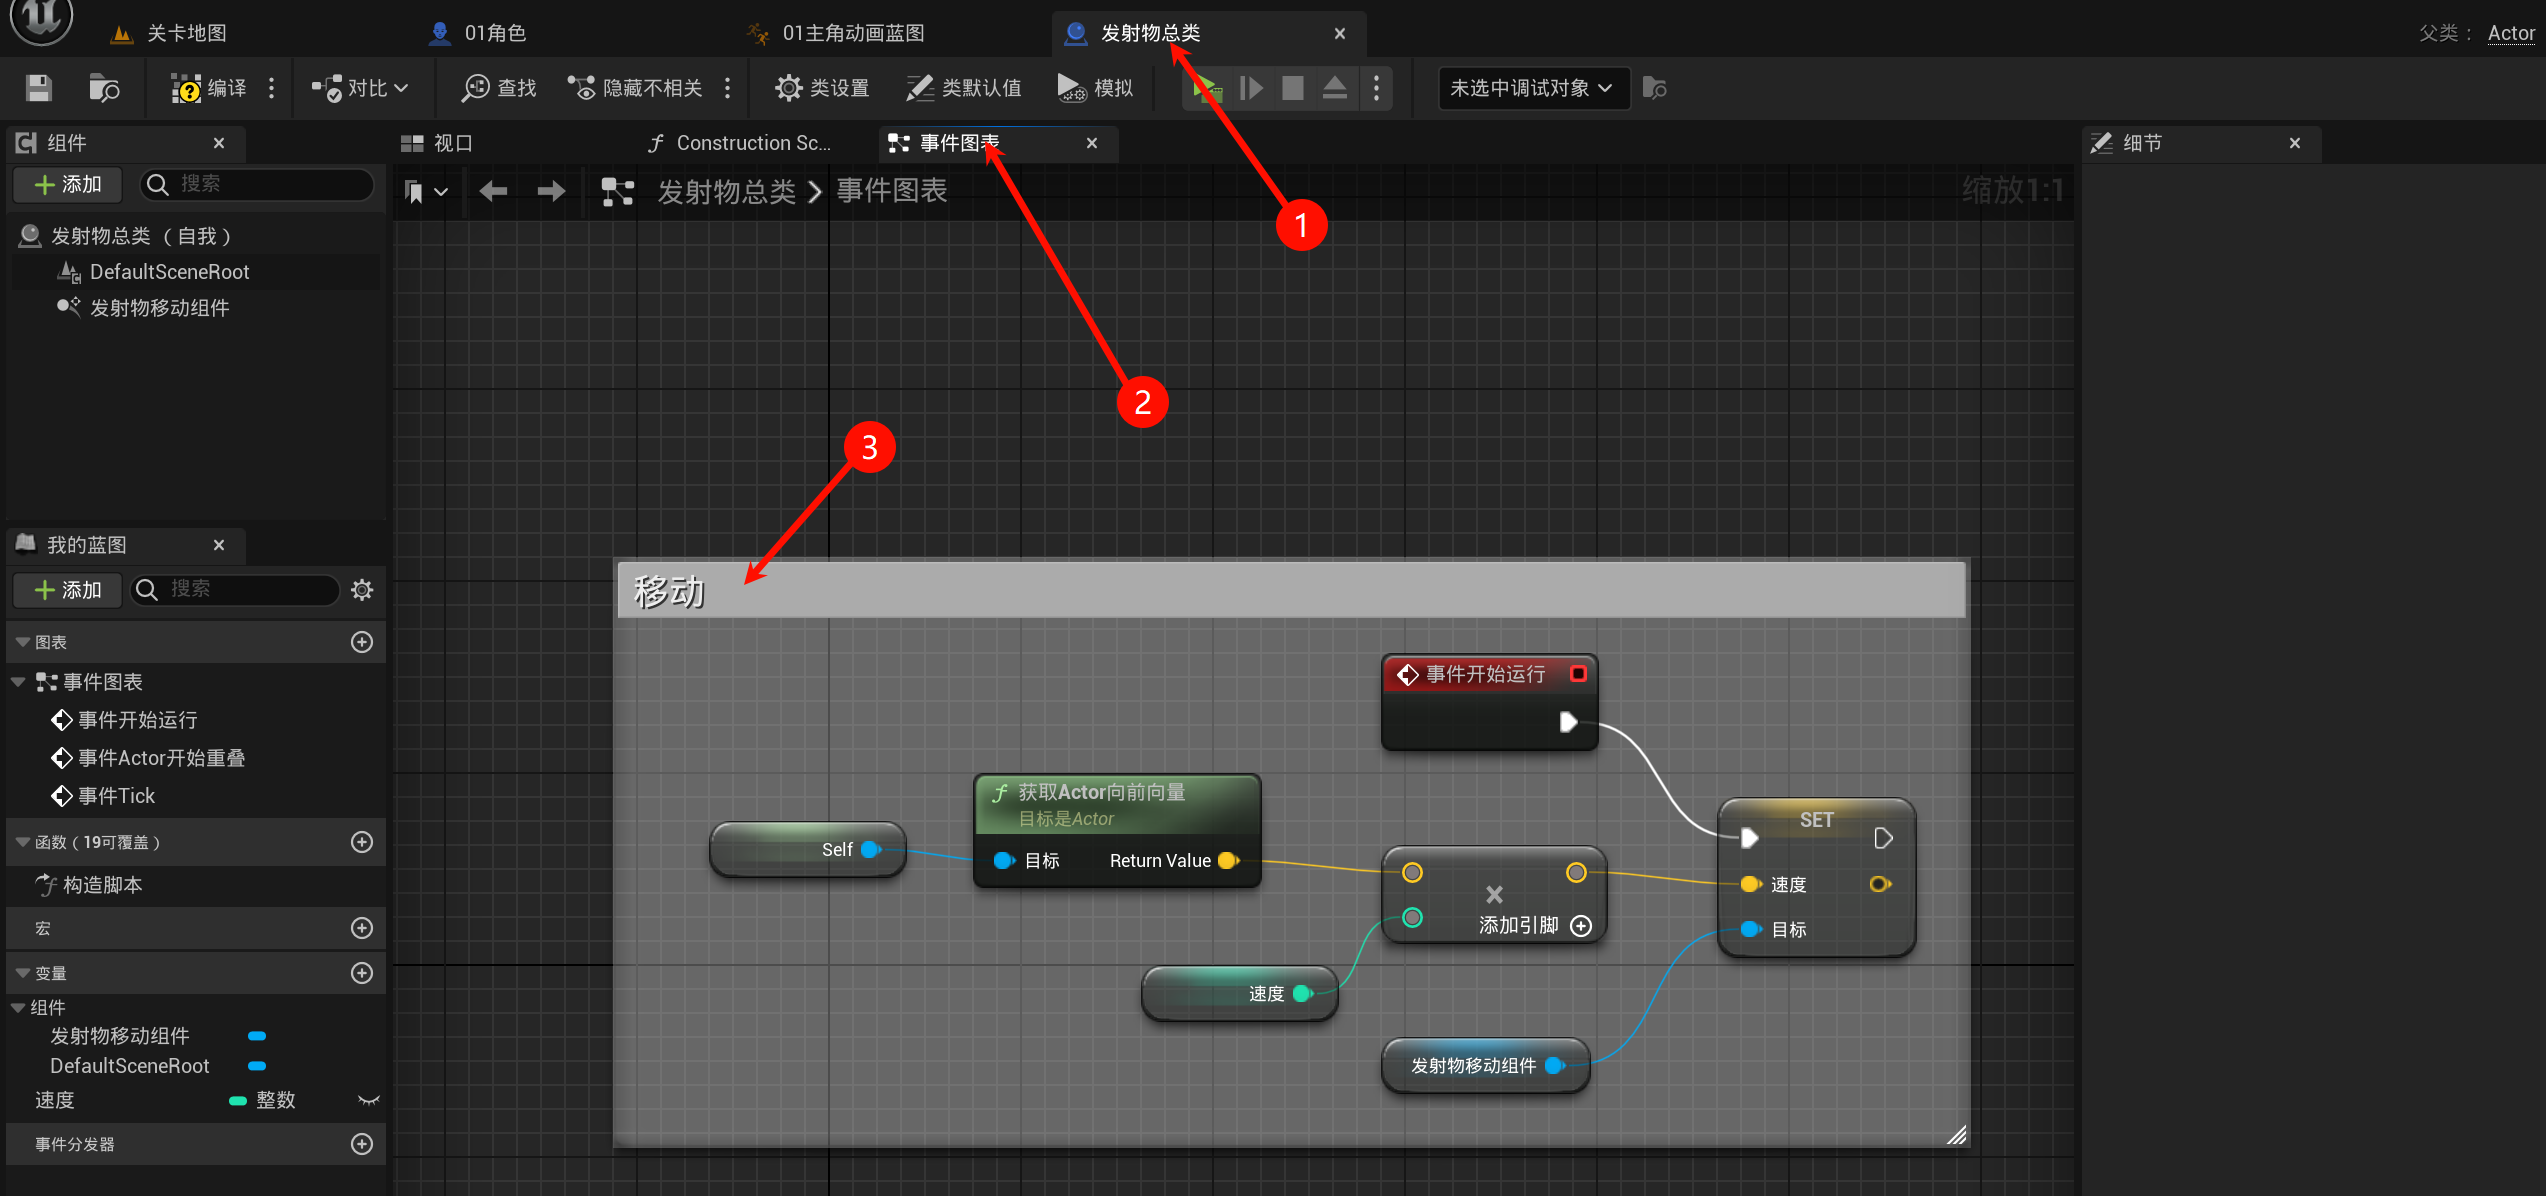 关卡地图
01角色
01主角动画蓝图
发射物总类
父类：
Actor
编译
对比
查找
隐藏不相关
类设置
类默认值
模拟
未选中调试对象
组件
视口
Construction Sc...
事件图表
细节
添加
搜索
发射物总类
事件图表
缩放1:1
1
发射物总类（自我）
DefaultSceneRoot
发射物移动组件
2
3
我的蓝图
添加
搜索
图表
事件图表
事件开始运行
事件Actor开始重叠
事件Tick
函数（19可覆盖）
构造脚本
宏
变量
组件
发射物移动组件
DefaultSceneRoot
速度
整数
事件分发器
移动
事件开始运行
获取Actor向前向量
目标是Actor
Self
目标
Return Value
SET
速度
添加引脚
目标
速度
发射物移动组件